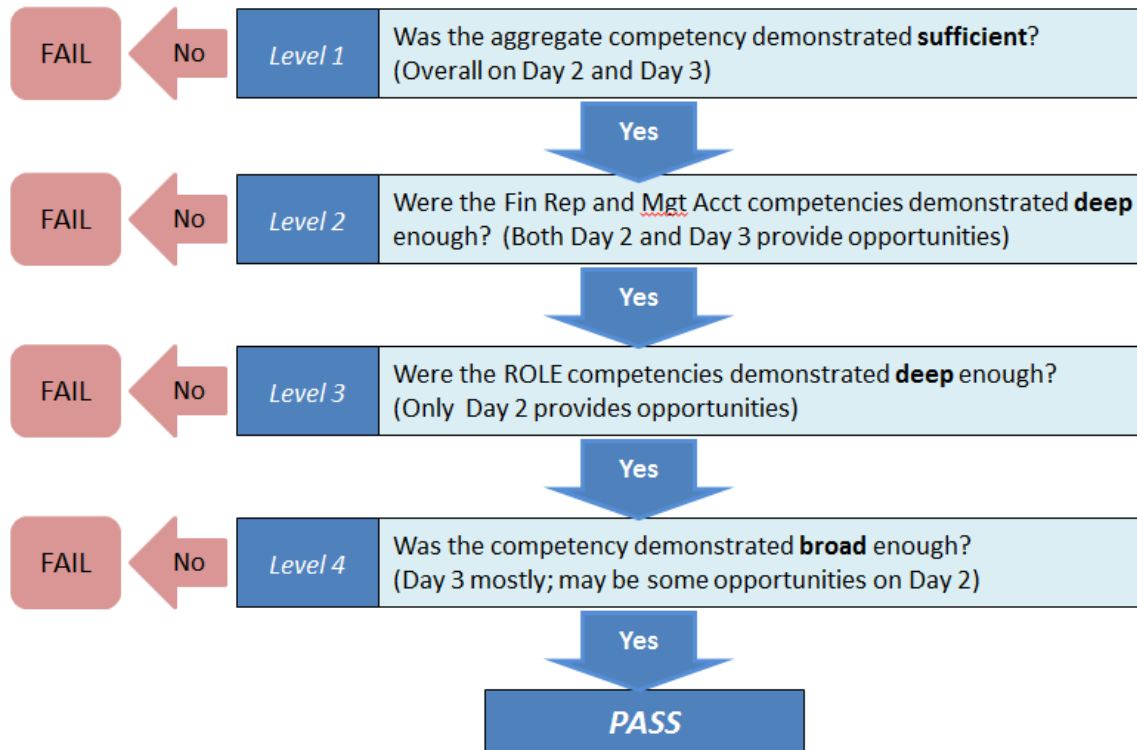 FAIL
No
Level 1
Was the aggregate competency demonstrated sufficient?
(Overall on Day 2 and Day 3)
Yes
FAIL
No
Level 2
Were the Fin Rep and Mgt Acct competencies demonstrated deep
enough? (Both Day 2 and Day 3 provide opportunities)
Yes
FAIL
No
Level 3
Were the ROLE competencies demonstrated deep enough?
(Only Day 2 provides opportunities)
Yes
FAIL
No
Level 4
Was the competency demonstrated broad enough?
(Day 3 mostly; may be some opportunities on Day 2)
Yes
PASS